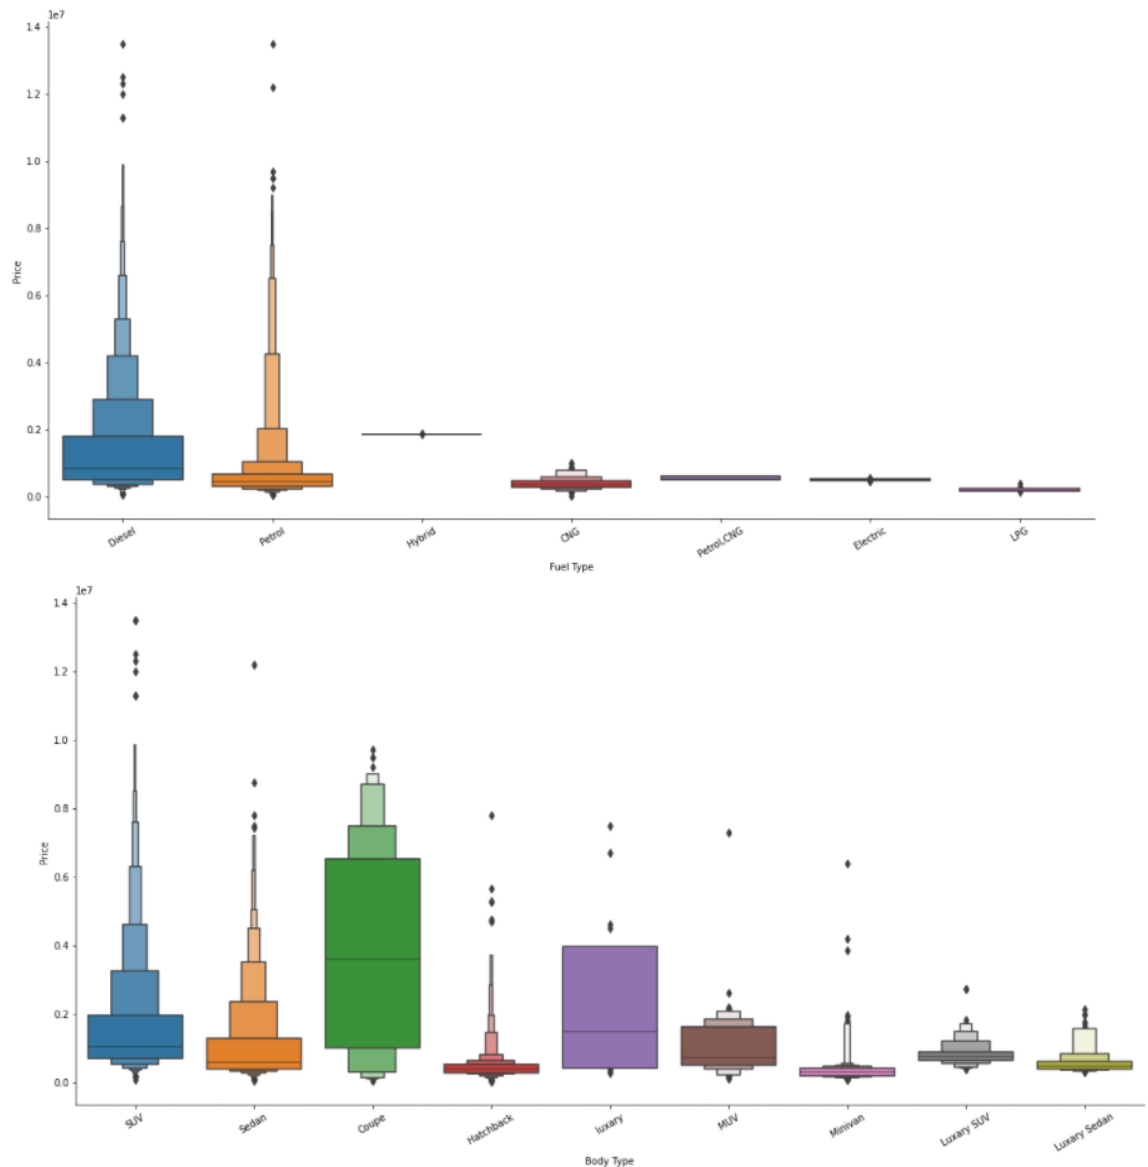 1e7
1.4
1.2
1.0
0.8
0.6
0.4
0.2
0.0
Price
Diesel
Petrol
Hybrid
CNG
Petrol,CNG
Electric
LPG
Fuel Type
1e7
1.4
1.2
1.0
0.8
0.6
0.4
0.2
0.0
Price
SUV
Sedan
Coupe
Hatchback
luxary
MUV
Minivan
Luxary SUV
Luxary Sedan
Body Type